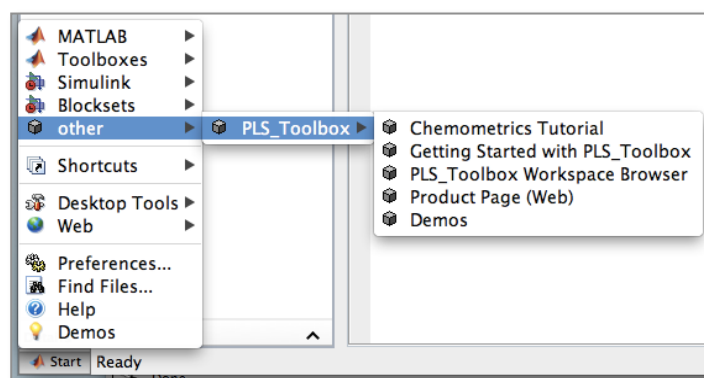 MATLAB
Toolboxes
Simulink
Blocksets
other
PLS_Toolbox
Chemometrics Tutorial
Getting Started with PLS_Toolbox
PLS_Toolbox Workspace Browser
Product Page (Web)
Demos
Shortcuts
Desktop Tools
Web
Preferences...
Find Files...
Help
Demos
Start Ready